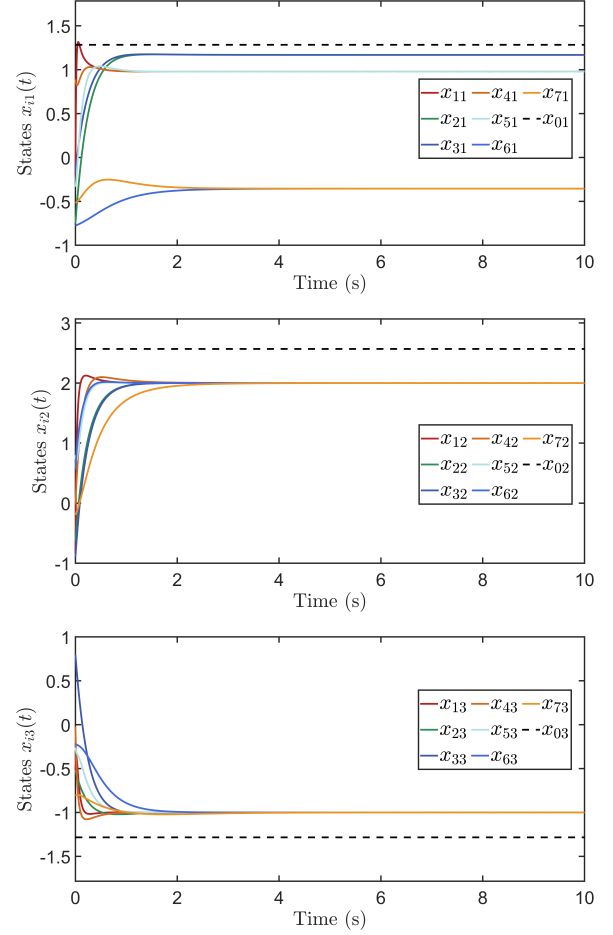 1.5
1
0.5
0
-0.5
-1
States x_{i1}(t)
x_{11} x_{41} x_{71}
x_{21} x_{51} x_{01}
x_{31} x_{61}
0 2 4 6 8 10
Time (s)
3
2
1
0
-1
States x_{i2}(t)
x_{12} x_{42} x_{72}
x_{22} x_{52} x_{02}
x_{32} x_{62}
0 2 4 6 8 10
Time (s)
1
0.5
0
-0.5
-1
-1.5
States x_{i3}(t)
x_{13} x_{43} x_{73}
x_{23} x_{53} x_{03}
x_{33} x_{63}
0 2 4 6 8 10
Time (s)